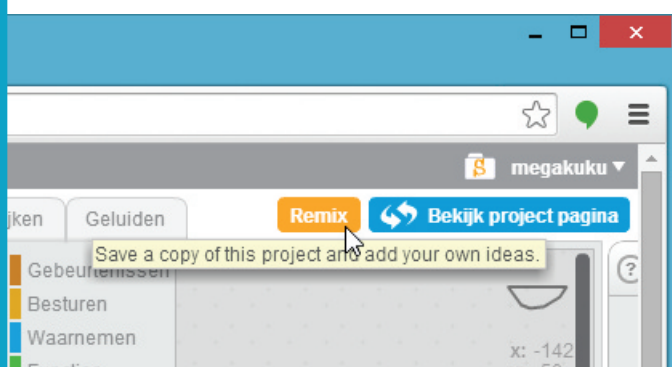 megakuku
jken Geluiden Remix Bekijk project pagina
Save a copy of this project and add your own ideas.
Gebeurtenissen
Besturen
Waarnemen
x: -142